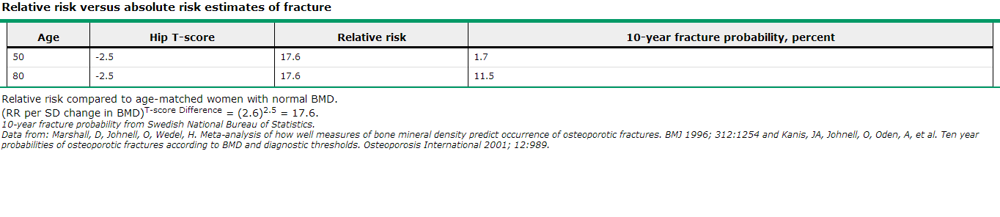 Relative risk versus absolute risk estimates of fracture
Age Hip T-score Relative risk 10-year fracture probability, percent
50 -2.5 17.6 1.7
80 -2.5 17.6 11.5
Relative risk compared to age-matched women with normal BMD.
(RR per SD change in BMD)T-score Difference = (2.6)2.5 = 17.6.
10-year fracture probability from Swedish National Bureau of Statistics.
Data from: Marshall, D, Johnell, O, Wedel, H. Meta-analysis of how well measures of bone mineral density predict occurrence of osteoporotic fractures. BMJ 1996; 312:1254 and Kanis, JA, Johnell, O, Oden, A, et al. Ten year
probabilities of osteoporotic fractures according to BMD and diagnostic thresholds. Osteoporosis International 2001; 12:989.